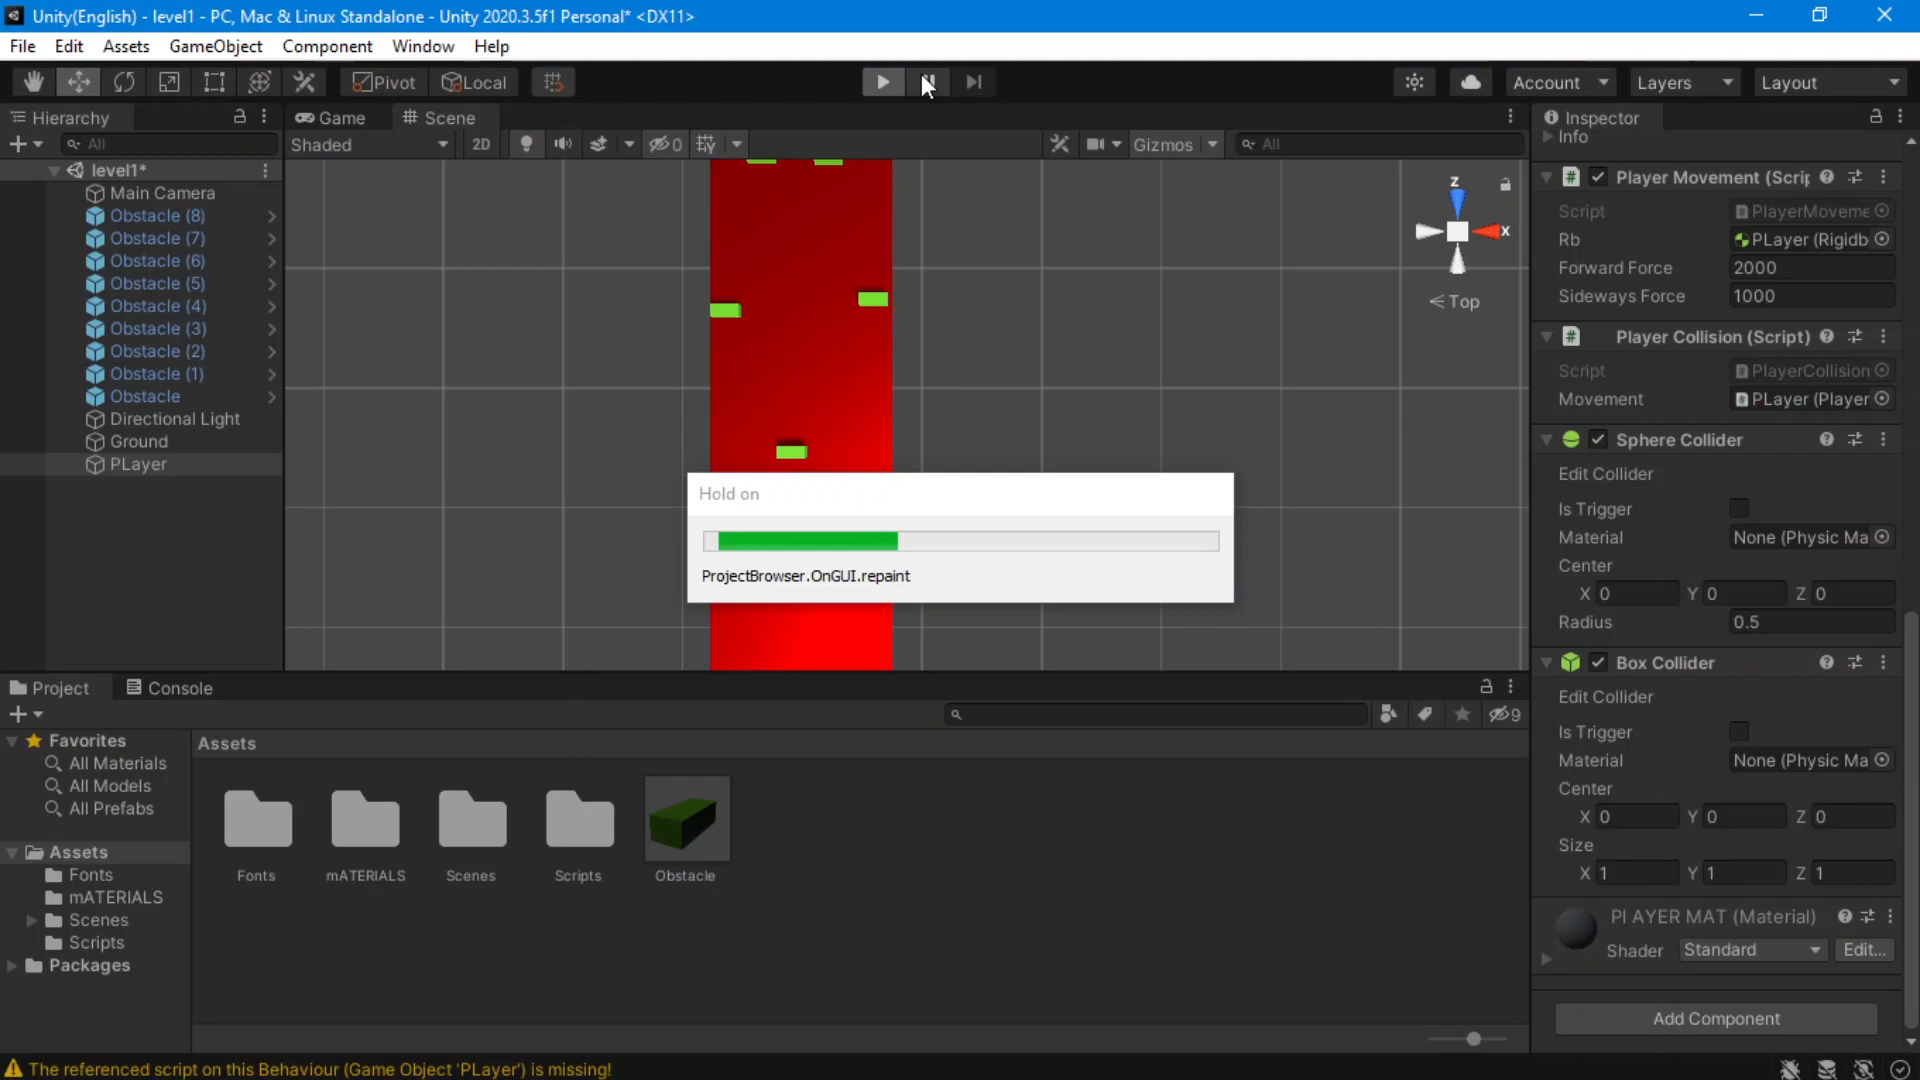 Unity(English) - level1 - PC, Mac & Linux Standalone - Unity 2020.3.5f1 Personal* <DX11>
File Edit Assets GameObject Component Window Help
Pivot Local Account Layers Layout
Hierarchy
Game Scene
Inspector
All
Shaded 2D 0 Gizmos All
Info
level1*
Main Camera
Obstacle (8)
Obstacle (7)
Obstacle (6)
Obstacle (5)
Obstacle (4)
Obstacle (3)
Obstacle (2)
Obstacle (1)
Obstacle
Directional Light
Ground
PLayer
z
x
Top
Hold on
ProjectBrowser.OnGUI.repaint
Player Movement (Scrip
Script PlayerMoveme
Rb PLayer (Rigidb
Forward Force 2000
Sideways Force 1000
Player Collision (Script)
Script PlayerCollision
Movement PLayer (Player
Sphere Collider
Edit Collider
Is Trigger
Material None (Physic Ma
Center
X 0 Y 0 Z 0
Radius 0.5
Box Collider
Edit Collider
Is Trigger
Material None (Physic Ma
Center
X 0 Y 0 Z 0
Size
X 1 Y 1 Z 1
Pl AYER MAT (Material)
Shader Standard Edit...
Add Component
Project Console
9
Favorites
All Materials
All Models
All Prefabs
Assets
Fonts
mATERIALS
Scenes
Scripts
Packages
Assets
Fonts mATERIALS Scenes Scripts Obstacle
The referenced script on this Behaviour (Game Object 'PLayer') is missing!